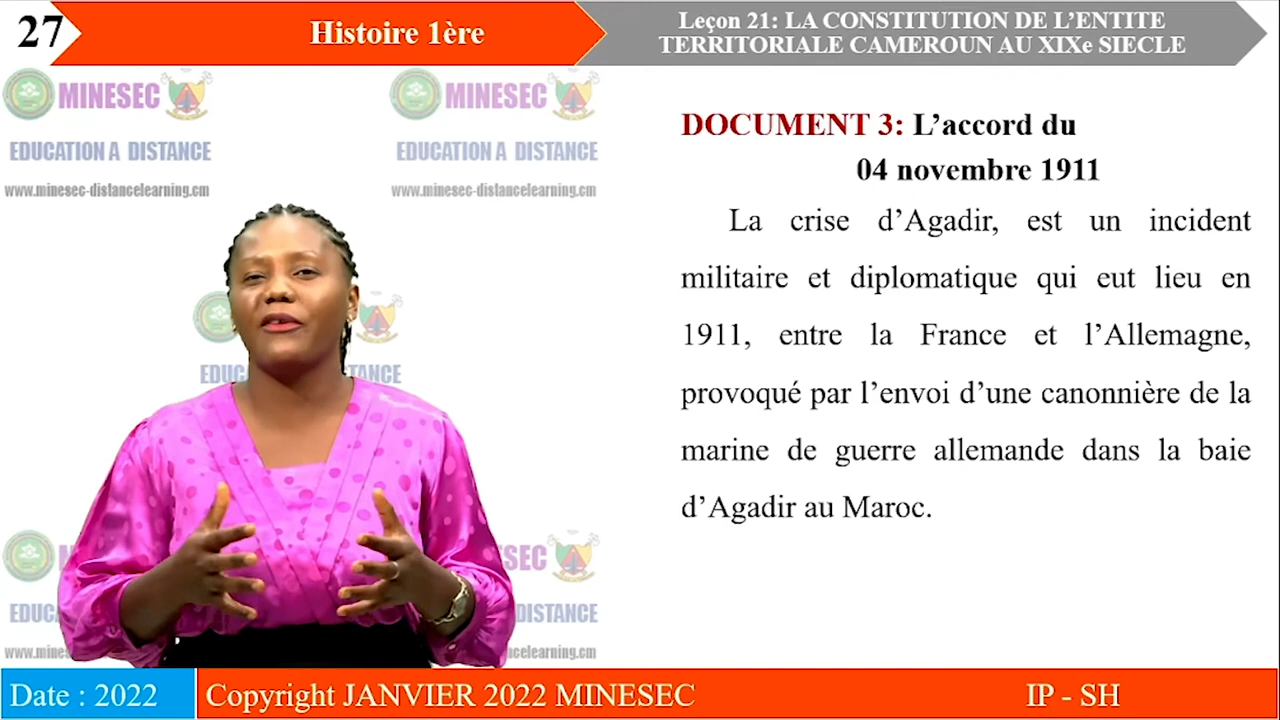 27
Histoire 1ère
Leçon 21: LA CONSTITUTION DE L’ENTITE
TERRITORIALE CAMEROUN AU XIXe SIECLE
MINESEC
MINESEC
EDUCATION A DISTANCE
EDUCATION A DISTANCE
www.minesec-distancelearning.cm
www.minesec-distancelearning.cm
DOCUMENT 3: L’accord du
04 novembre 1911
La crise d’Agadir, est un incident
militaire et diplomatique qui eut lieu en
1911, entre la France et l’Allemagne,
provoqué par l’envoi d’une canonnière de la
marine de guerre allemande dans la baie
d’Agadir au Maroc.
Date : 2022
Copyright JANVIER 2022 MINESEC
IP - SH